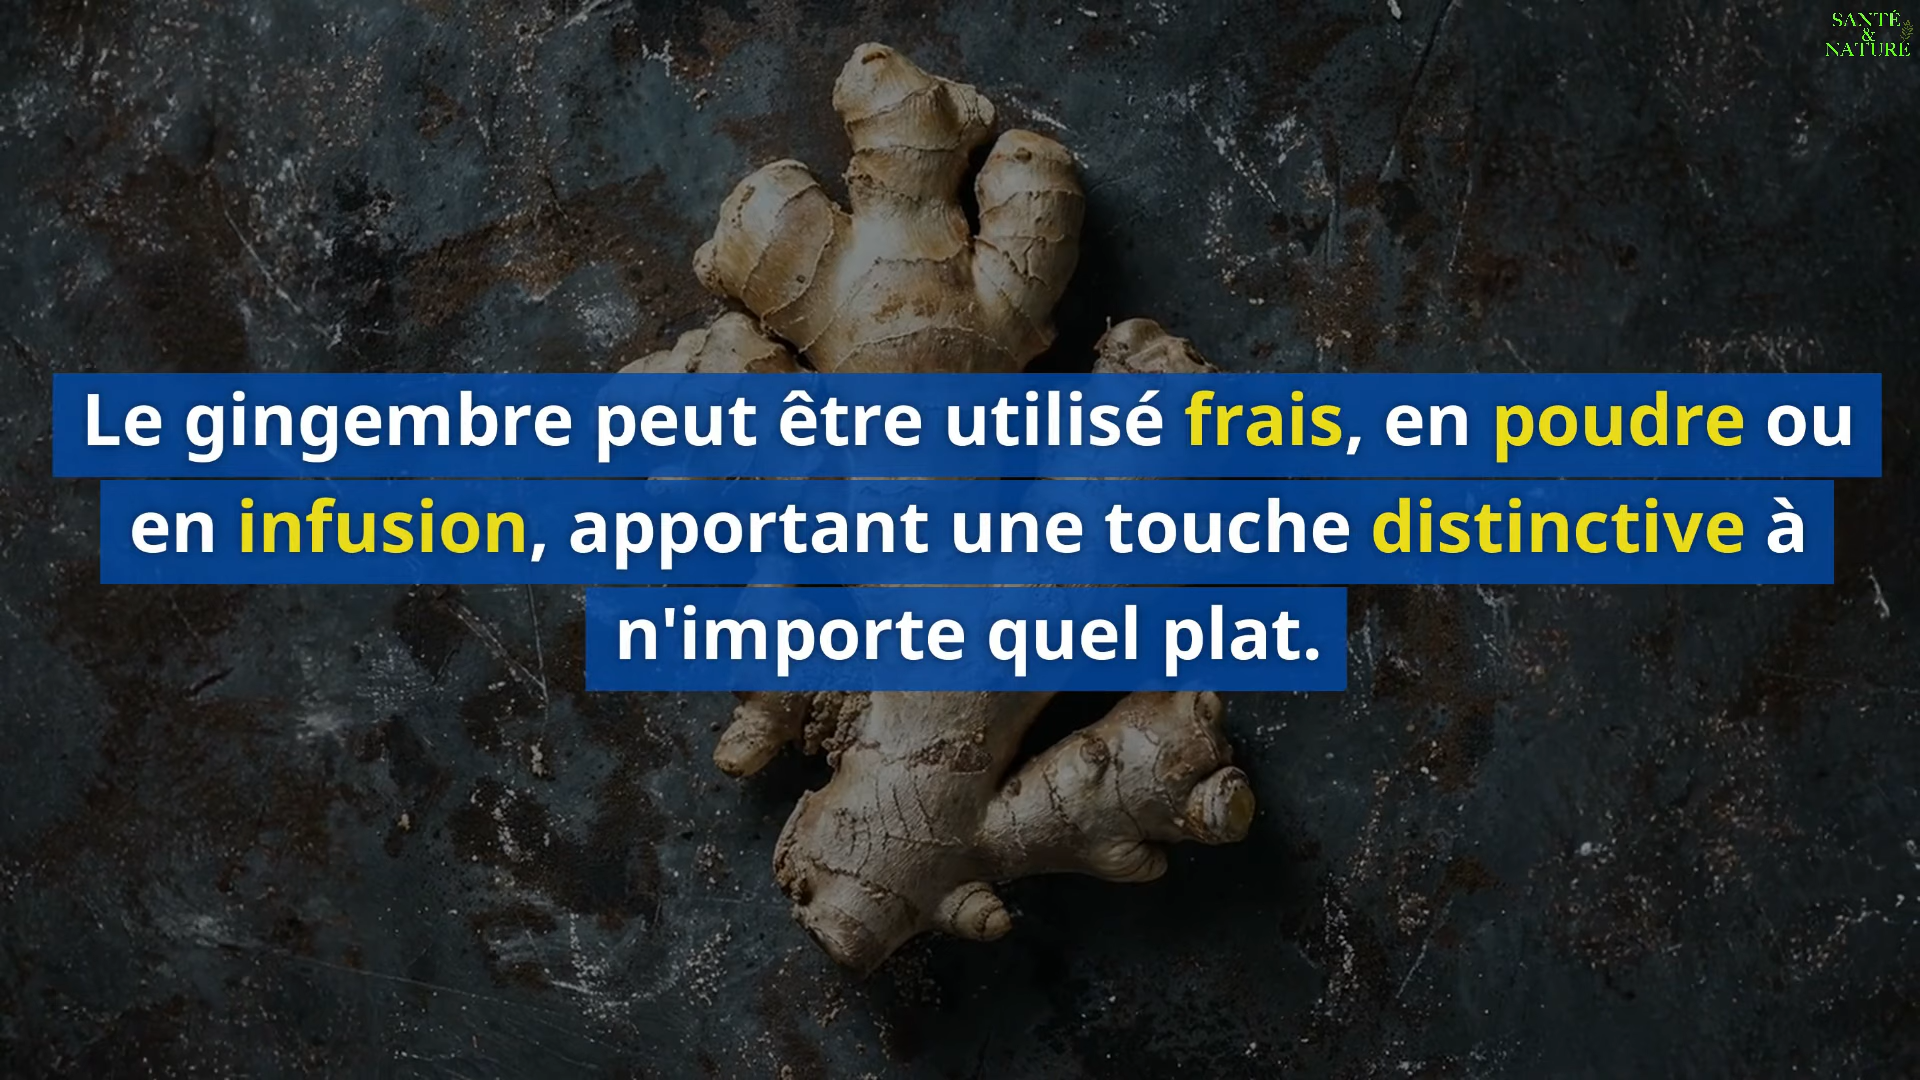 SANTÉ
&
NATURE
Le gingembre peut être utilisé frais, en poudre ou
en infusion, apportant une touche distinctive à
n'importe quel plat.